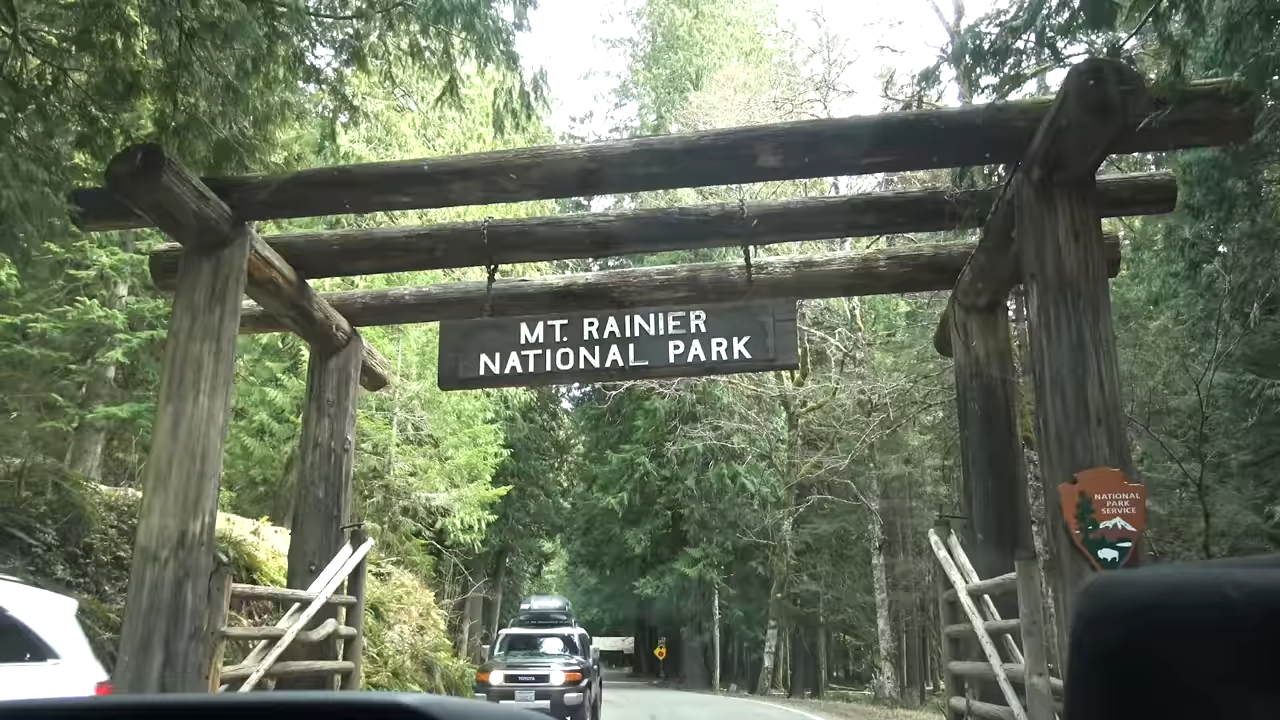 MT. RAINIER
NATIONAL PARK
NATIONAL
PARK
SERVICE
TOYOTA